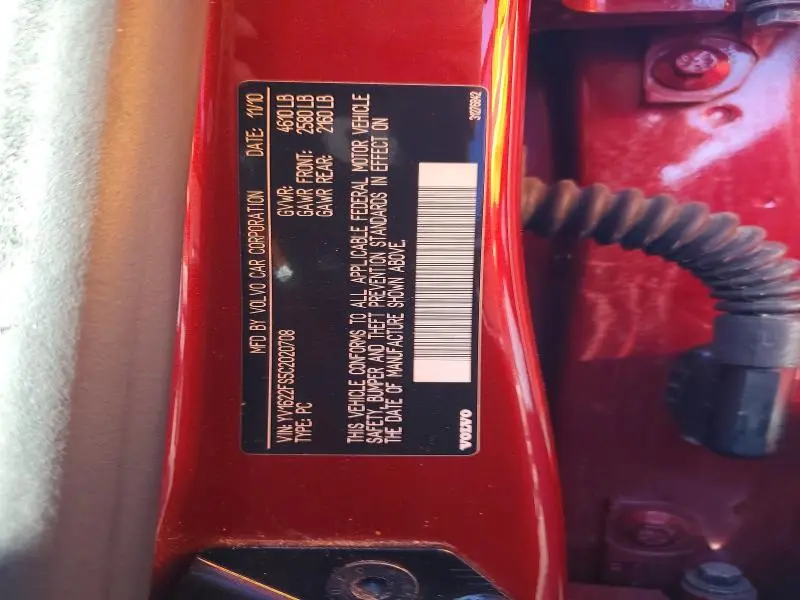 MFD BY VOLVO CAR CORPORATION DATE: 11/10
VIN: YV1622FS5C2020708 GVWR: 4610 LB
TYPE: PC GAWR FRONT: 2580 LB
GAWR REAR: 2160 LB
THIS VEHICLE CONFORMS TO ALL APPLICABLE FEDERAL MOTOR VEHICLE
SAFETY, BUMPER AND THEFT PREVENTION STANDARDS IN EFFECT ON
THE DATE OF MANUFACTURE SHOWN ABOVE.
VOLVO 31276842